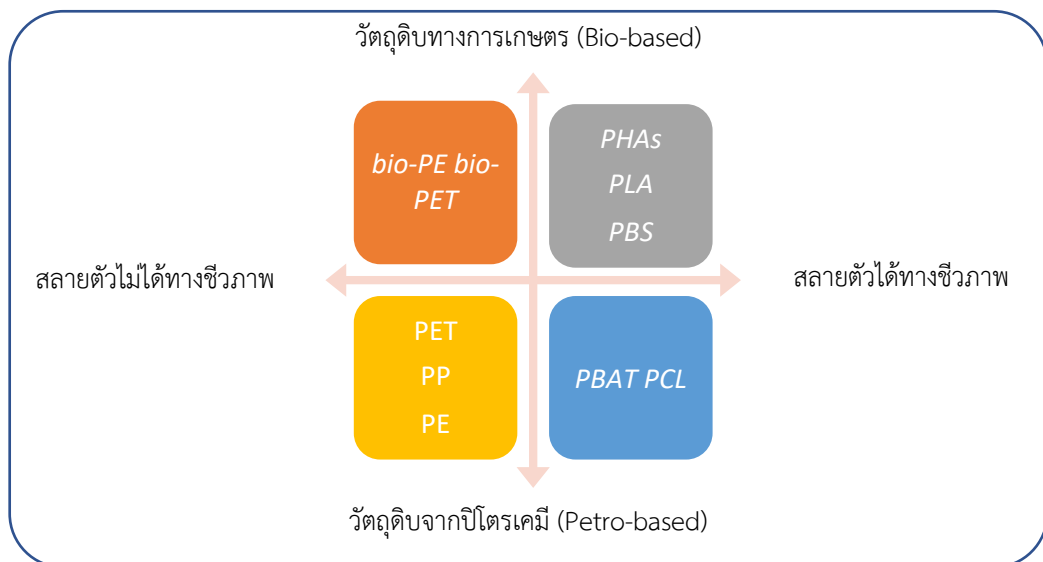 วัตถุดิบทางการเกษตร (Bio-based)
bio-PE bio-
PET
PHAs
PLA
PBS
สลายตัวไม่ได้ทางชีวภาพ
สลายตัวได้ทางชีวภาพ
PET
PP
PE
PBAT PCL
วัตถุดิบจากปิโตรเคมี (Petro-based)